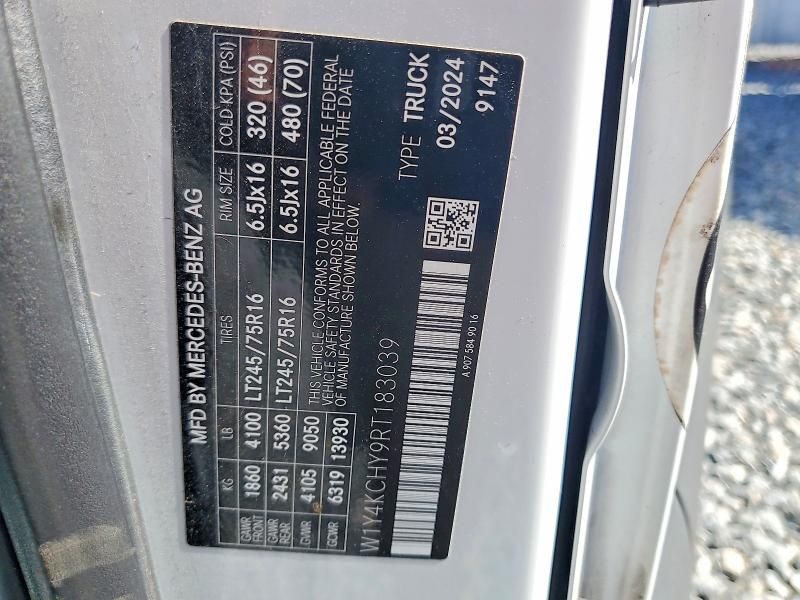 MFD BY MERCEDES-BENZ AG
KG LB TIRES RIM SIZE COLD KPA (PSI)
GAWR FRONT 1860 4100 LT245/75R16 6.5Jx16 320 (46)
GAWR REAR 2431 5360 LT245/75R16 6.5Jx16 480 (70)
GVWR 4105 9050
GCWR 6319 13930
THIS VEHICLE CONFORMS TO ALL APPLICABLE FEDERAL
VEHICLE SAFETY STANDARDS IN EFFECT ON THE DATE
OF MANUFACTURE SHOWN BELOW.
W1Y4KCHY9RT183039
TYPE TRUCK
03/2024
9147
A 907 584 90 16